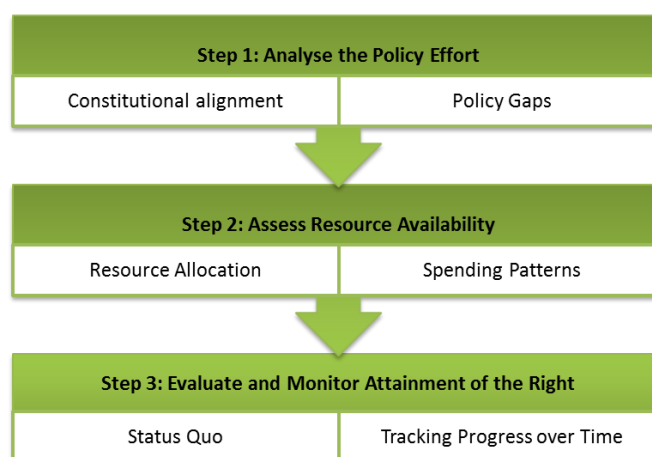 Step 1: Analyse the Policy Effort
Constitutional alignment
Policy Gaps
Step 2: Assess Resource Availability
Resource Allocation
Spending Patterns
Step 3: Evaluate and Monitor Attainment of the Right
Status Quo
Tracking Progress over Time